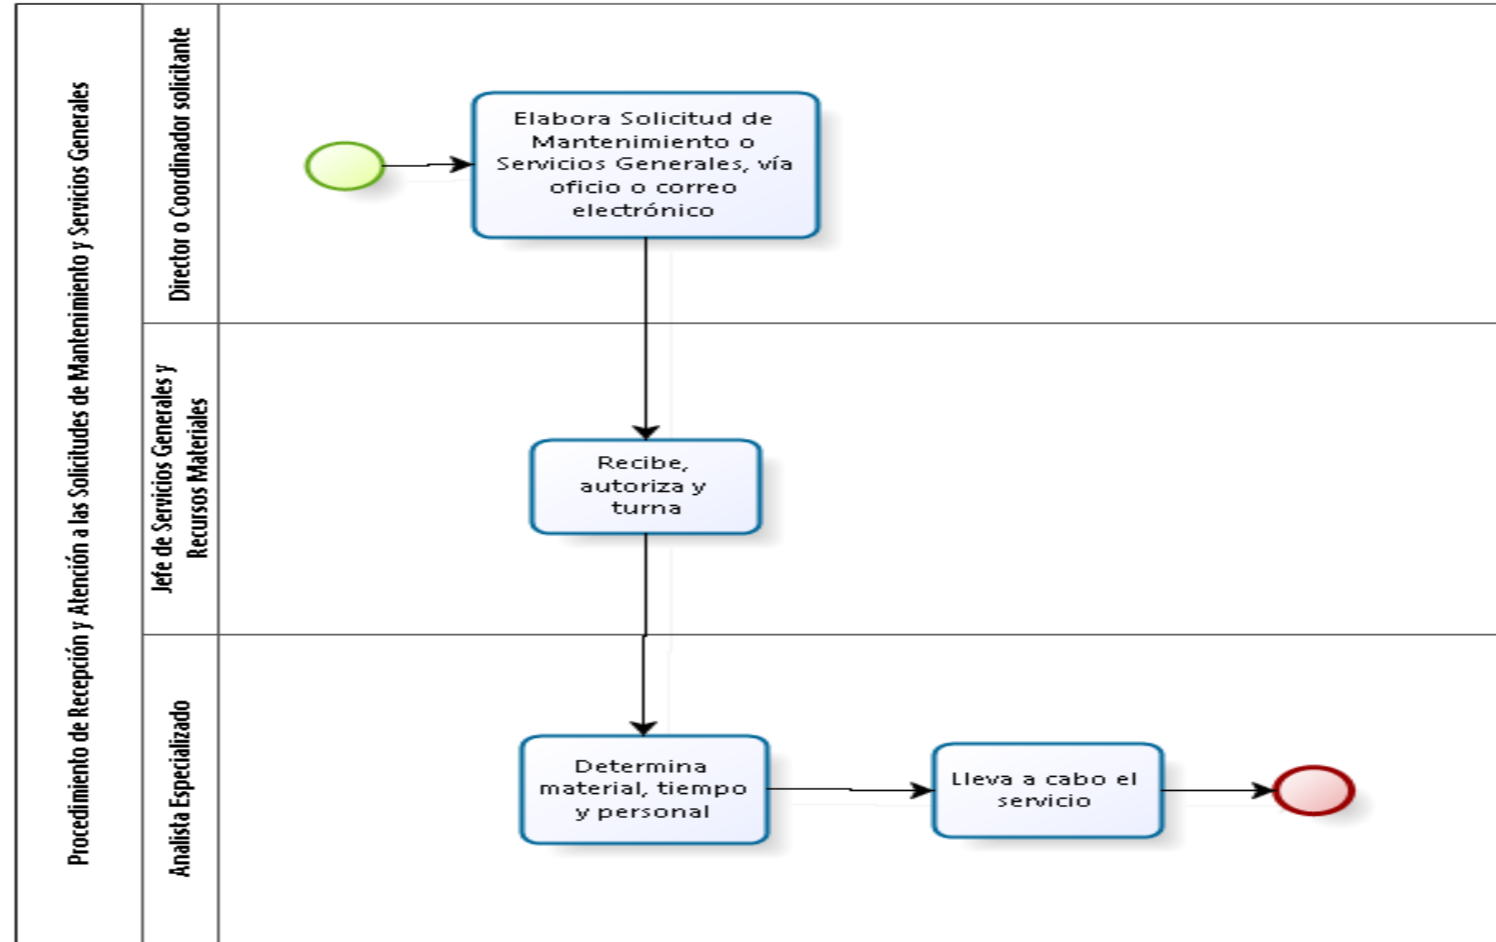 Procedimiento de Recepción y Atención a las Solicitudes de Mantenimiento y Servicios Generales
Director o Coordinador solicitante
Elabora Solicitud de
Mantenimiento o
Servicios Generales, vía
oficio o correo
electrónico
Jefe de Servicios Generales y
Recursos Materiales
Recibe,
autoriza y
turna
Analista Especializado
Determina
material, tiempo
y personal
Lleva a cabo el
servicio